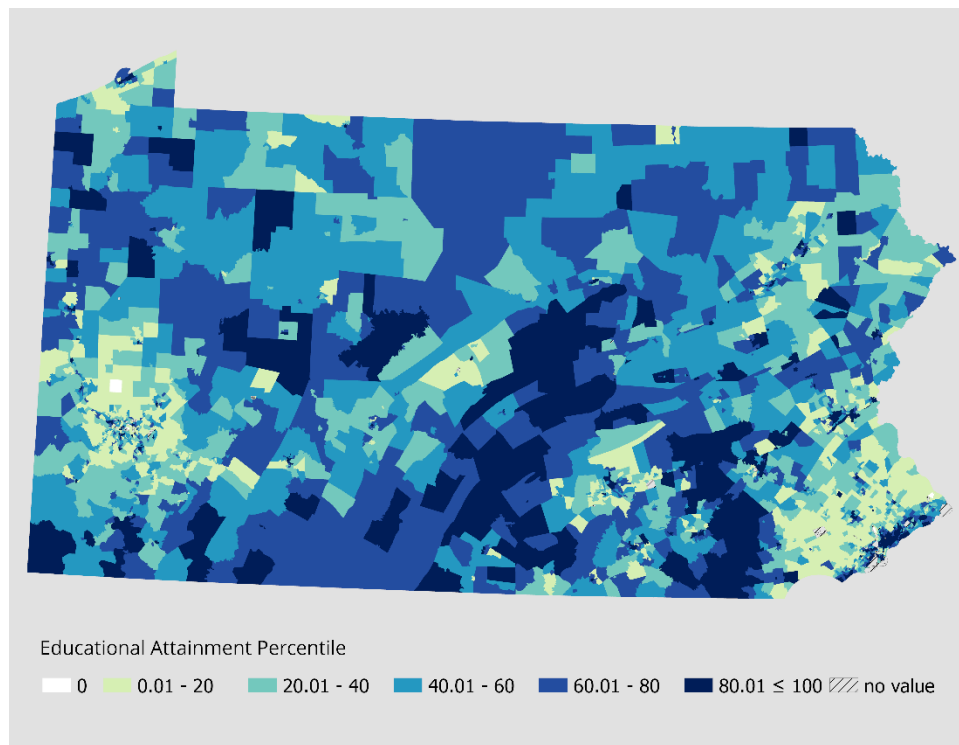 Educational Attainment Percentile
0 0.01 - 20 20.01 - 40 40.01 - 60 60.01 - 80 80.01 ≤ 100 no value